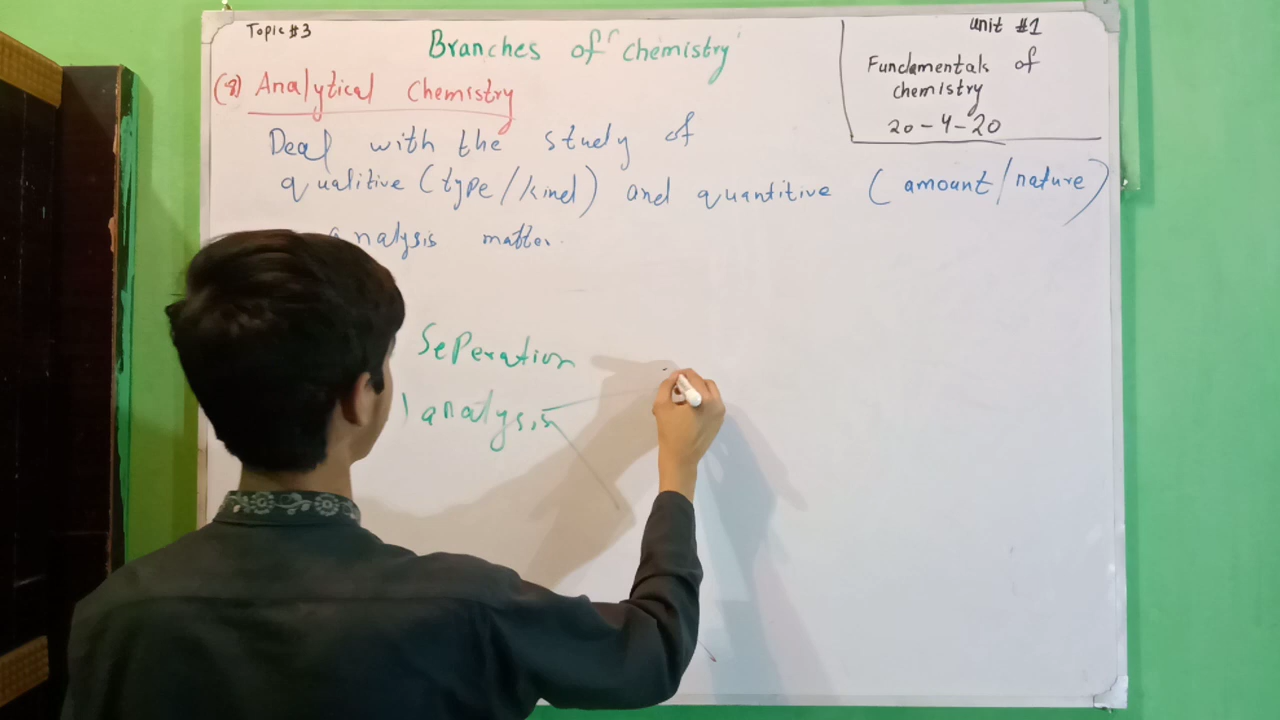 Topic #3
Branches of "chemistry"
Unit #1
Fundamentals of
chemistry
20-4-20
(8) Analytical Chemistry
Deal with the study of
qualitive (type/kind) and quantitive (amount/nature)
analysis matter.
Seperation
analysis